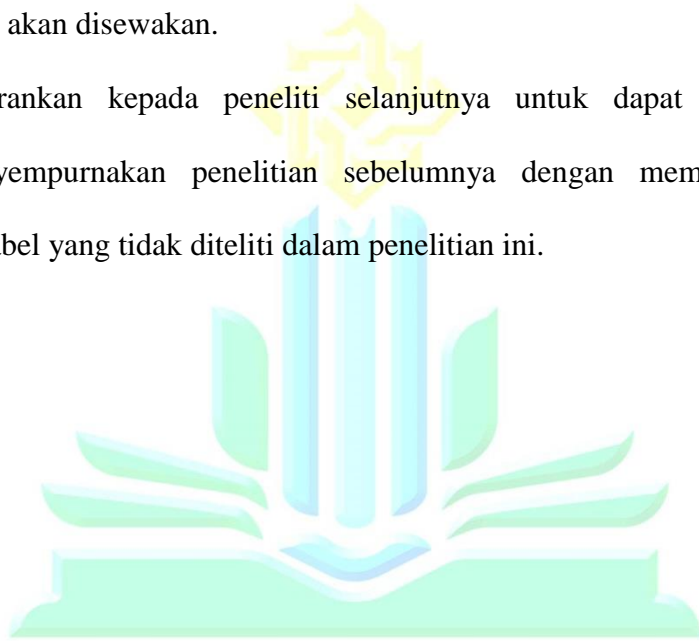 akan disewakan.
rankan kepada peneliti selanjutnya untuk dapat
yempurnakan penelitian sebelumnya dengan mem
bel yang tidak diteliti dalam penelitian ini.